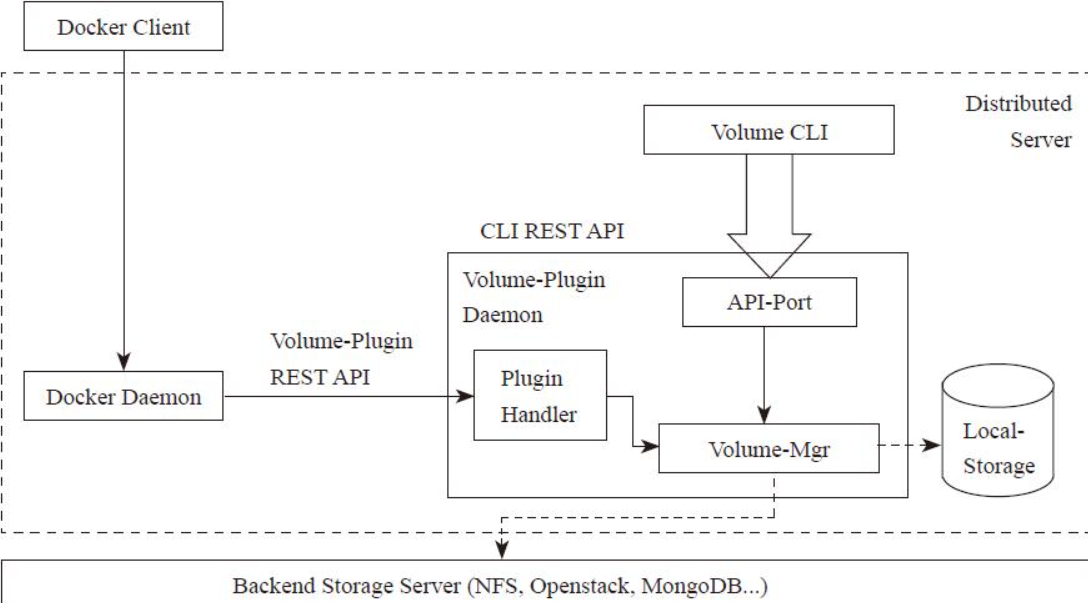 Docker Client
Distributed
Server
Volume CLI
CLI REST API
Volume-Plugin
Daemon
API-Port
Volume-Plugin
REST API
Docker Daemon
Plugin
Handler
Volume-Mgr
Local-
Storage
Backend Storage Server (NFS, Openstack, MongoDB...)